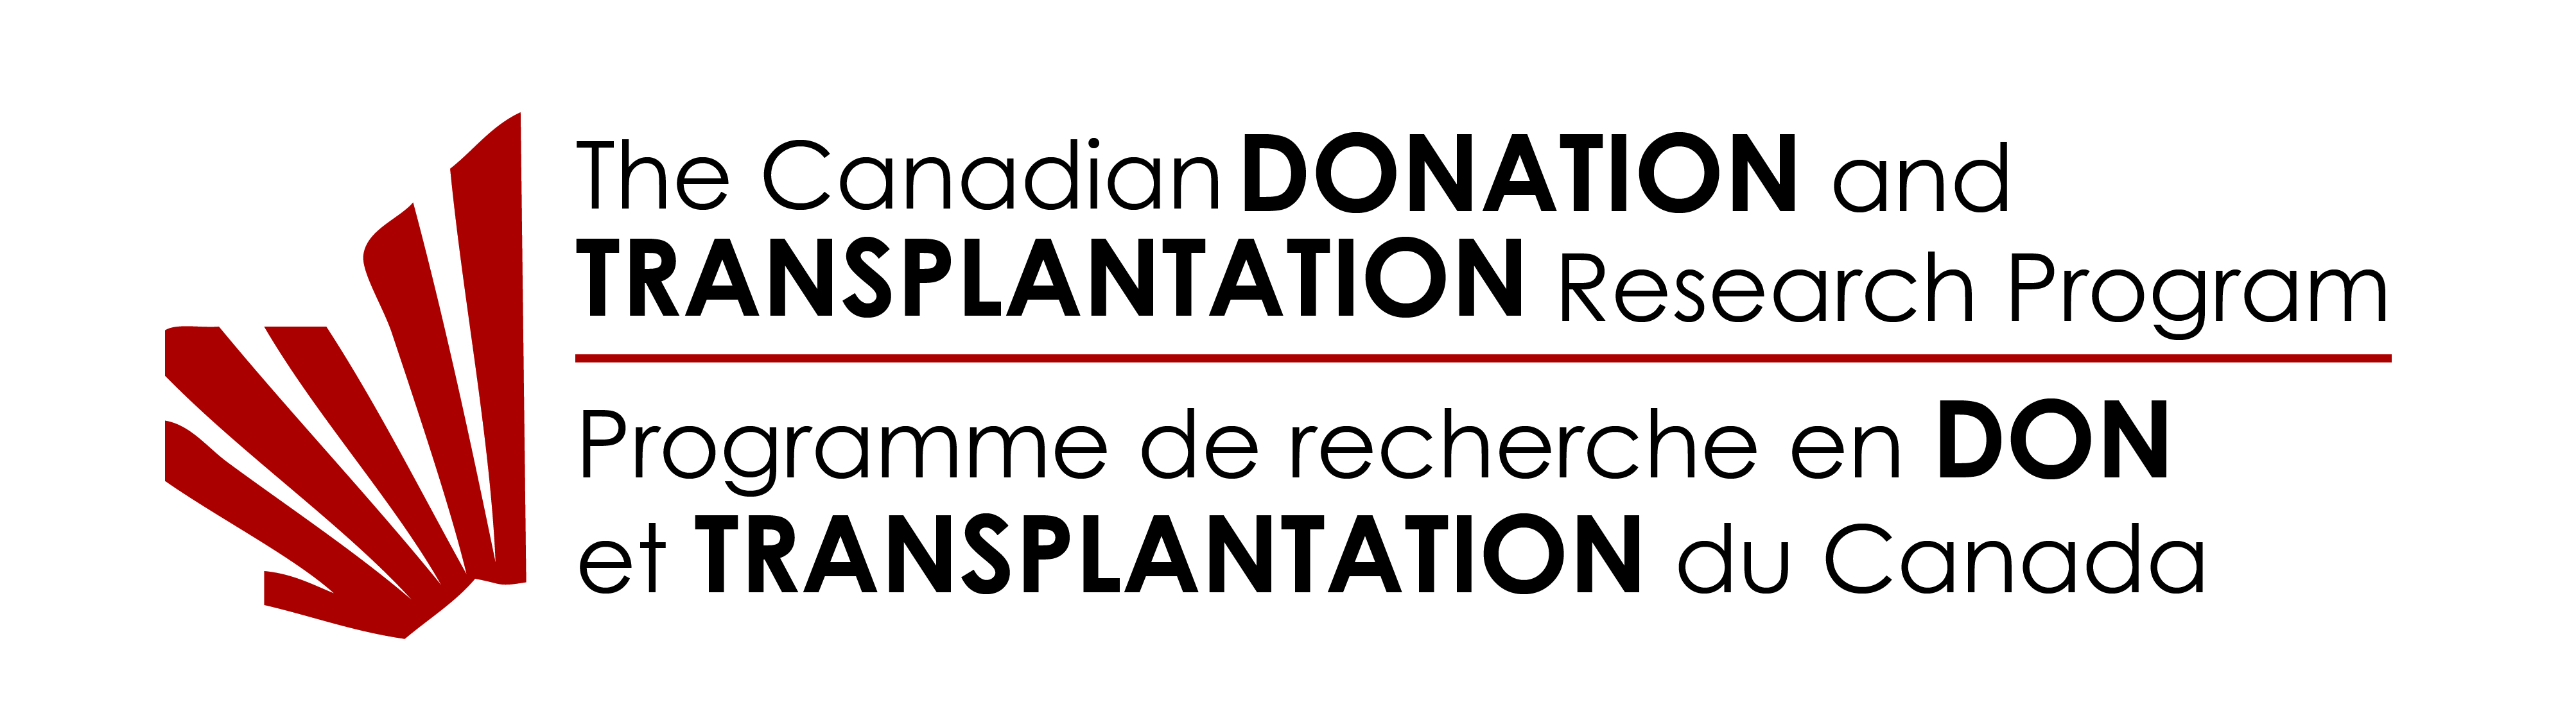 The Canadian DONATION and
TRANSPLANTATION Research Program
Programme de recherche en DON
et TRANSPLANTATION du Canada